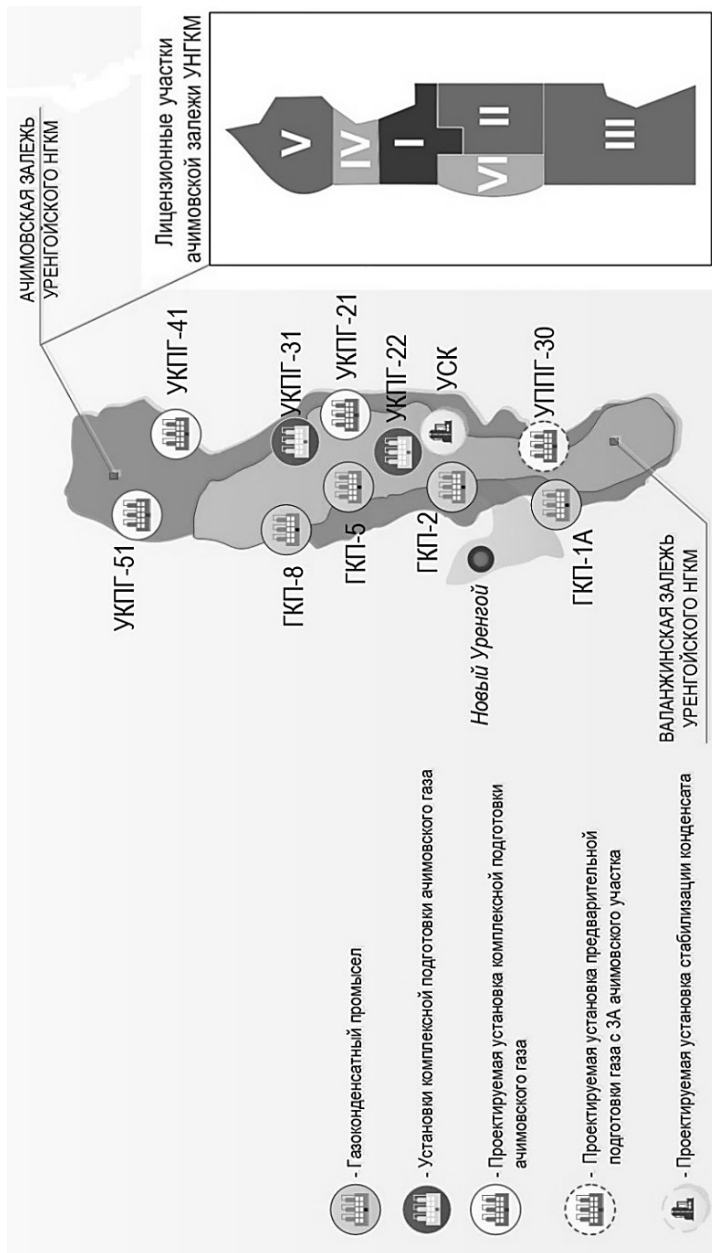 АЧИМОВСКАЯ ЗАЛЕЖЬ
УРЕНГОЙСКОГО НГКМ
Лицензионные участки
ачимовской залежи УНГКМ
V
IV
I
II
VI
III
УКПГ-51
УКПГ-41
ГКП-8
УКПГ-31
ГКП-5
УКПГ-21
УКПГ-22
ГКП-2
УСК
Новый Уренгой
УППГ-30
ГКП-1А
ВАЛАНЖИНСКАЯ ЗАЛЕЖЬ
УРЕНГОЙСКОГО НГКМ
- Газоконденсатный промысел
- Установки комплексной подготовки ачимовского газа
- Проектируемая установка комплексной подготовки
ачимовского газа
- Проектируемая установка предварительной
подготовки газа с 3А ачимовского участка
- Проектируемая установка стабилизации конденсата